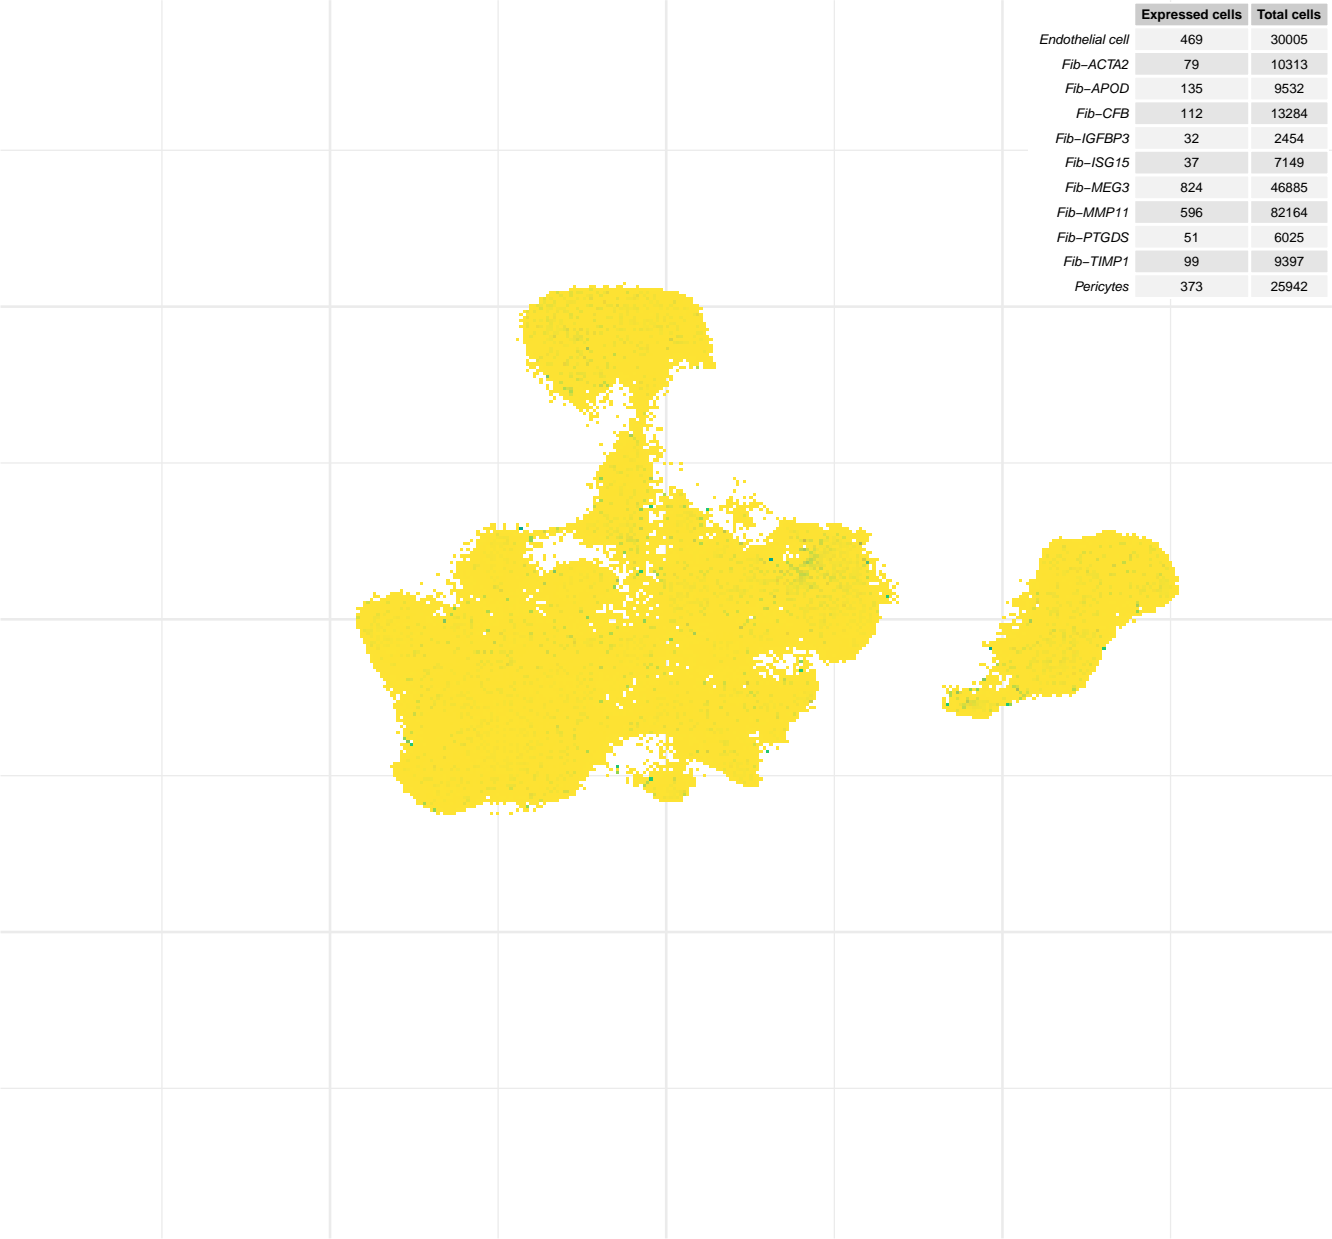 Expressed cells Total cells
Endothelial cell 469 30005
Fib−ACTA2 79 10313
Fib−APOD 135 9532
Fib−CFB 112 13284
Fib−IGFBP3 32 2454
Fib−ISG15 37 7149
Fib−MEG3 824 46885
Fib−MMP11 596 82164
Fib−PTGDS 51 6025
Fib−TIMP1 99 9397
Pericytes 373 25942